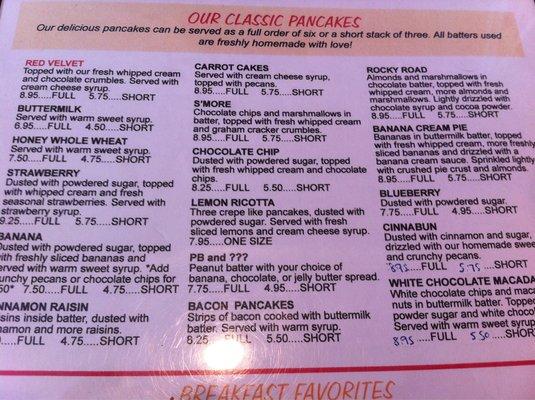 OUR CLASSIC PANCAKES
Our delicious pancakes can be served as a full order of six or a short stack of three. All batters used
are freshly homemade with love!
RED VELVET
Topped with our fresh whipped cream
and chocolate crumbles. Served with
cream cheese syrup.
8.95.....FULL 5.75.....SHORT
BUTTERMILK
Served with warm sweet syrup.
6.95.....FULL 4.50.....SHORT
HONEY WHOLE WHEAT
Served with warm sweet syrup.
7.50.....FULL 4.75.....SHORT
STRAWBERRY
Dusted with powdered sugar, topped
with whipped cream and fresh
seasonal strawberries. Served with
strawberry syrup.
9.25.....FULL 5.75.....SHORT
BANANA
Dusted with powdered sugar, topped
with freshly sliced bananas and
served with warm sweet syrup. *Add
crunchy pecans or chocolate chips for
50* 7.50.....FULL 4.75.....SHORT
NNAMON RAISIN
sins inside batter, dusted with
namon and more raisins.
.....FULL 4.75.....SHORT
CARROT CAKES
Served with cream cheese syrup,
topped with pecans.
8.95.....FULL 5.75.....SHORT
S'MORE
Chocolate chips and marshmallows in
batter, topped with fresh whipped cream
and graham cracker crumbles.
8.95.....FULL 5.75.....SHORT
CHOCOLATE CHIP
Dusted with powdered sugar, topped
with fresh whipped cream and chocolate
chips.
8.25.....FULL 5.50.....SHORT
LEMON RICOTTA
Three crepe like pancakes, dusted with
powdered sugar. Served with fresh
sliced lemons and cream cheese syrup.
7.95.....ONE SIZE
PB and ???
Peanut batter with your choice of
banana, chocolate, or jelly butter spread.
7.75.....FULL 4.95.....SHORT
BACON PANCAKES
Strips of bacon cooked with buttermilk
batter. Served with warm syrup.
8.25.....FULL 5.50.....SHORT
ROCKY ROAD
Almonds and marshmallows in
chocolate batter, topped with fresh
whipped cream, more almonds and
marshmallows. Lightly drizzled with
chocolate syrup and cocoa powder.
8.95.....FULL 5.75.....SHORT
BANANA CREAM PIE
Bananas in buttermilk batter, topped
with fresh whipped cream, more freshly
sliced bananas and drizzled with a
banana cream sauce. Sprinkled lightly
with crushed pie crust and almonds.
8.95.....FULL 5.75.....SHORT
BLUEBERRY
Dusted with powdered sugar.
7.75.....FULL 4.95.....SHORT
CINNABUN
Dusted with cinnamon and sugar,
drizzled with our homemade sweet
and crunchy pecans.
8.95....FULL 5.75....SHORT
WHITE CHOCOLATE MACADA
White chocolate chips and maca
nuts in buttermilk batter. Topped
powder sugar and white chocol
Served with warm sweet syrup
8.95.....FULL 5.50.....SHORT
BREAKFAST FAVORITES